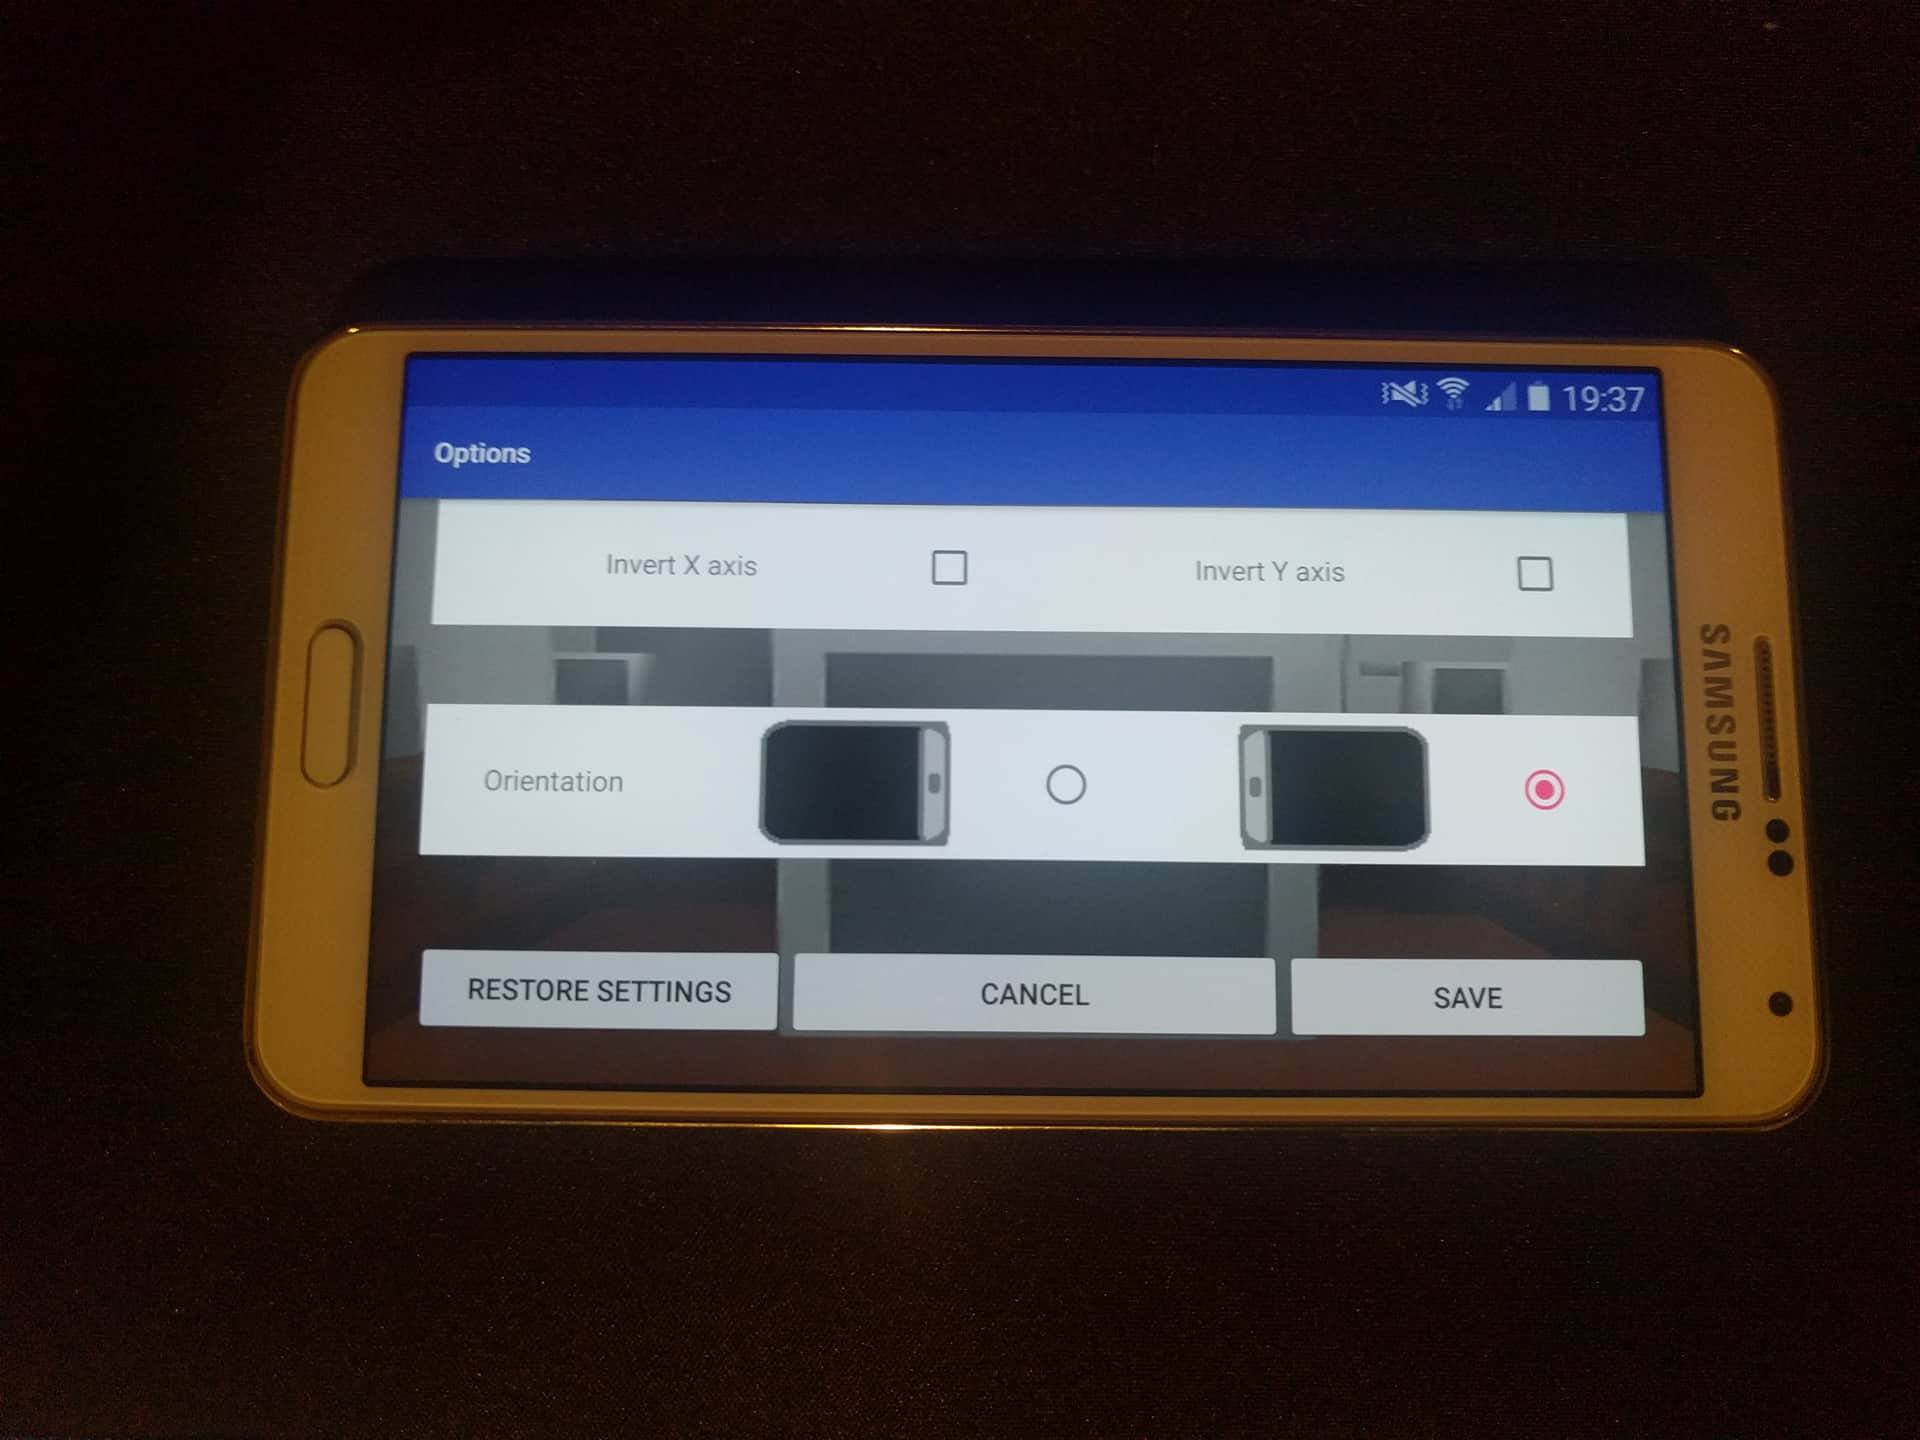 19:37
Options
Invert X axis
Invert Y axis
Orientation
RESTORE SETTINGS
CANCEL
SAVE
SAMSUNG